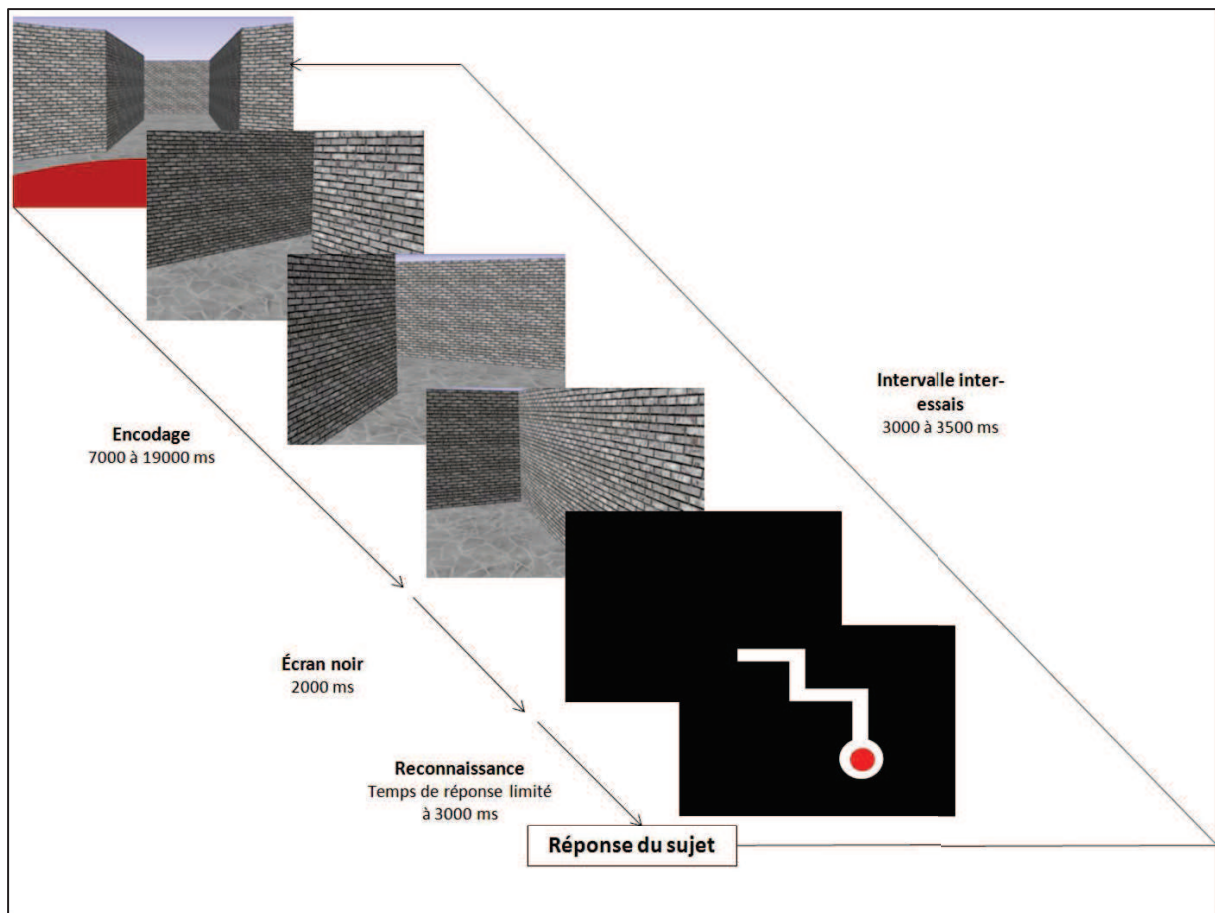 Intervalle inter-
essais
3000 à 3500 ms
Encodage
7000 à 19000 ms
Écran noir
2000 ms
Reconnaissance
Temps de réponse limité
à 3000 ms
Réponse du sujet